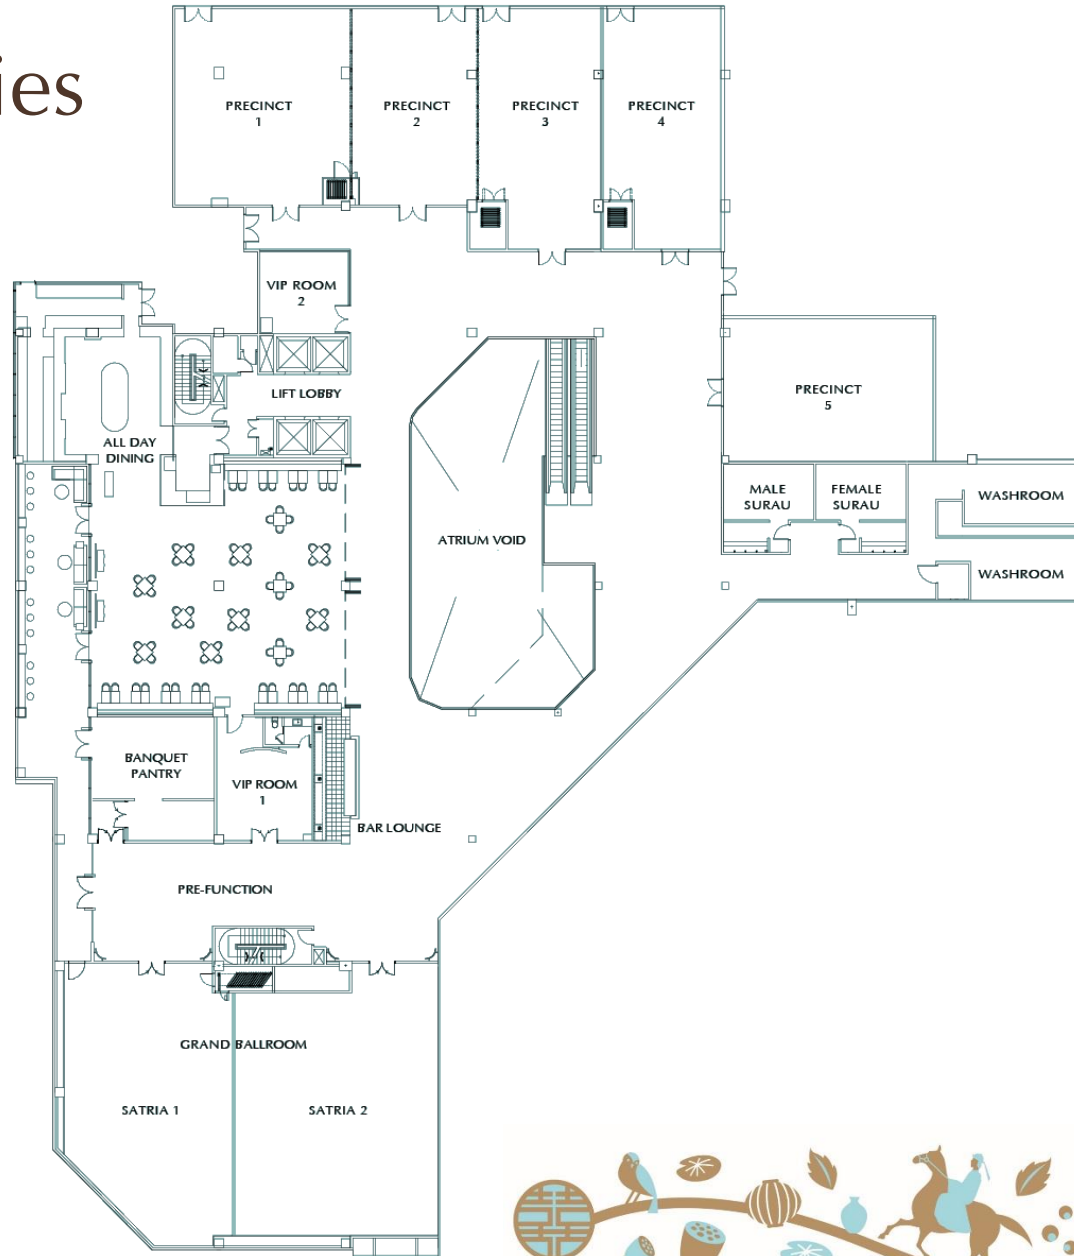 ies
PRECINCT
1
PRECINCT
2
PRECINCT
3
PRECINCT
4
VIP ROOM
2
LIFT LOBBY
PRECINCT
5
ALL DAY
DINING
MALE
SURAU
FEMALE
SURAU
WASHROOM
ATRIUM VOID
WASHROOM
BANQUET
PANTRY
VIP ROOM
1
BAR LOUNGE
PRE-FUNCTION
GRAND BALLROOM
SATRIA 1
SATRIA 2